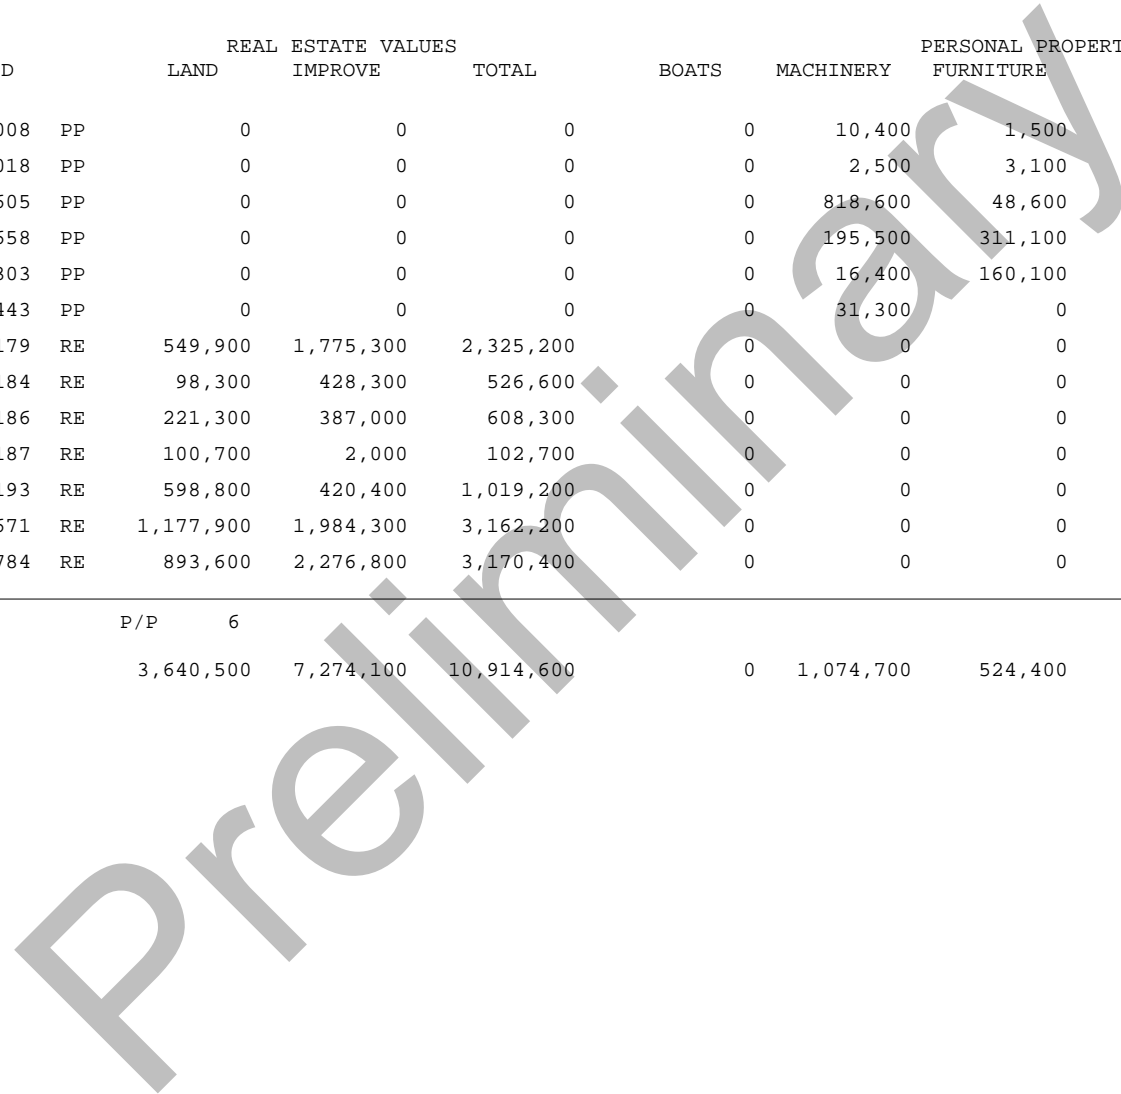 REAL ESTATE VALUES PERSONAL PROPERT
D LAND IMPROVE TOTAL BOATS MACHINERY FURNITURE
008 PP 0 0 0 0 10,400 1,500
018 PP 0 0 0 0 2,500 3,100
505 PP 0 0 0 0 818,600 48,600
558 PP 0 0 0 0 195,500 311,100
303 PP 0 0 0 0 16,400 160,100
443 PP 0 0 0 0 31,300 0
179 RE 549,900 1,775,300 2,325,200 0 0 0
184 RE 98,300 428,300 526,600 0 0 0
186 RE 221,300 387,000 608,300 0 0 0
187 RE 100,700 2,000 102,700 0 0 0
193 RE 598,800 420,400 1,019,200 0 0 0
571 RE 1,177,900 1,984,300 3,162,200 0 0 0
784 RE 893,600 2,276,800 3,170,400 0 0 0
P/P 6
3,640,500 7,274,100 10,914,600 0 1,074,700 524,400
Preliminary